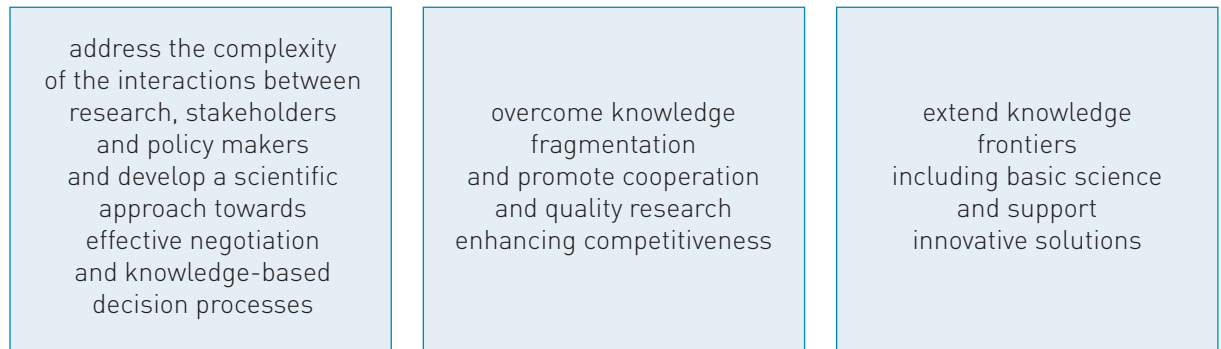 address the complexity
of the interactions between
research, stakeholders
and policy makers
and develop a scientific
approach towards
effective negotiation
and knowledge-based
decision processes
overcome knowledge
fragmentation
and promote cooperation
and quality research
enhancing competitiveness
extend knowledge
frontiers
including basic science
and support
innovative solutions